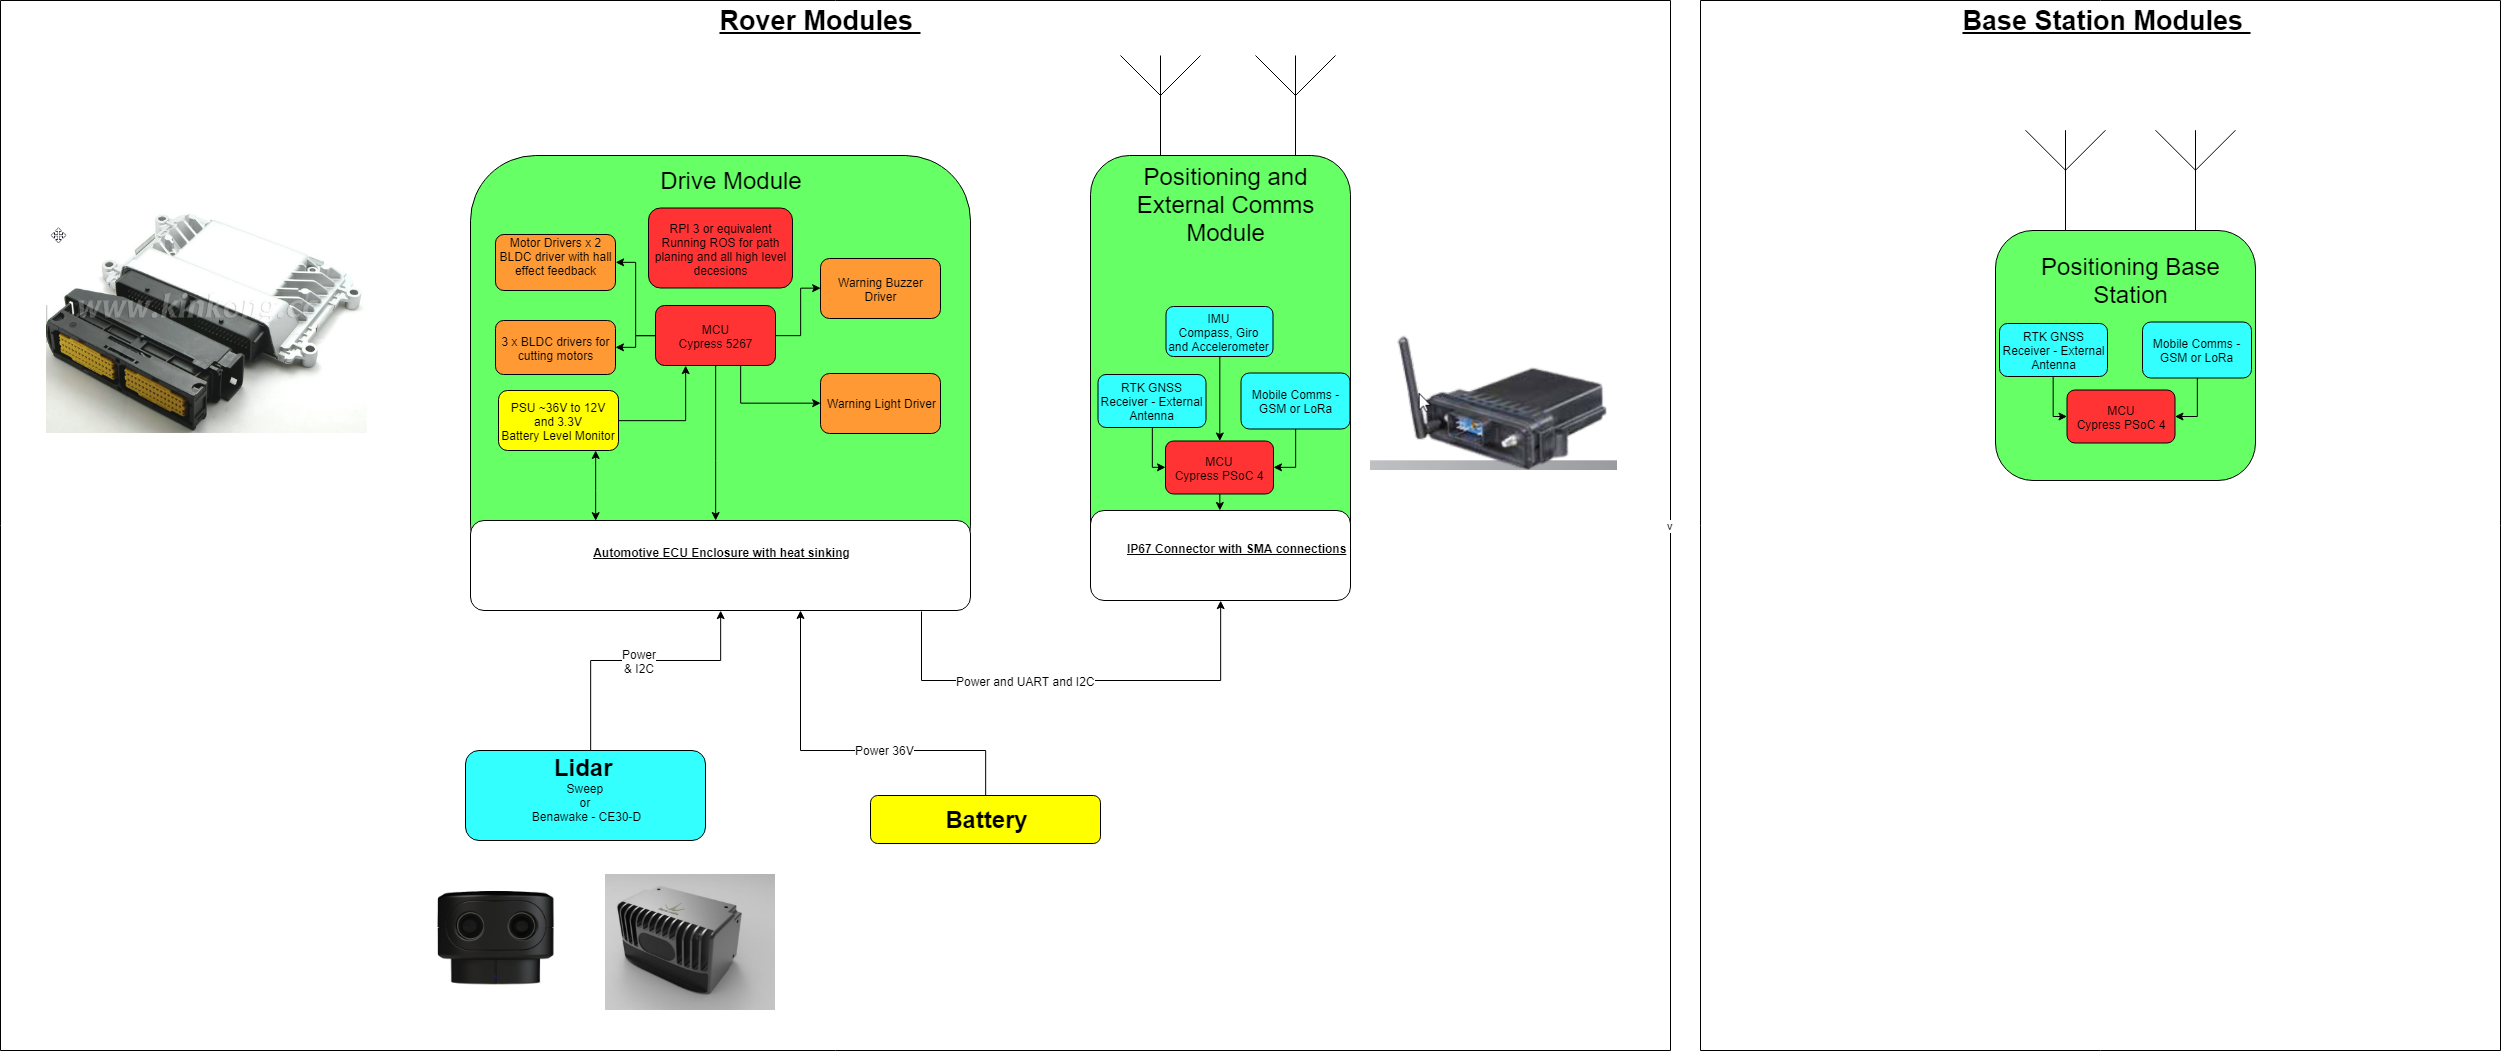 Rover Modules
Base Station Modules
Drive Module
RPI 3 or equivalent
Running ROS for path
planing and all high level
decesions
Motor Drivers x 2
BLDC driver with hall
effect feedback
Warning Buzzer
Driver
MCU
Cypress 5267
3 x BLDC drivers for
cutting motors
PSU ~36V to 12V
and 3.3V
Battery Level Monitor
Warning Light Driver
Automotive ECU Enclosure with heat sinking
Positioning and
External Comms
Module
IMU
Compass, Giro
and Accelerometer
RTK GNSS
Receiver - External
Antenna
Mobile Comms -
GSM or LoRa
MCU
Cypress PSoC 4
IP67 Connector with SMA connections
Positioning Base
Station
RTK GNSS
Receiver - External
Antenna
Mobile Comms -
GSM or LoRa
MCU
Cypress PSoC 4
v
Power
& I2C
Power and UART and I2C
Power 36V
Lidar
Sweep
or
Benawake - CE30-D
Battery